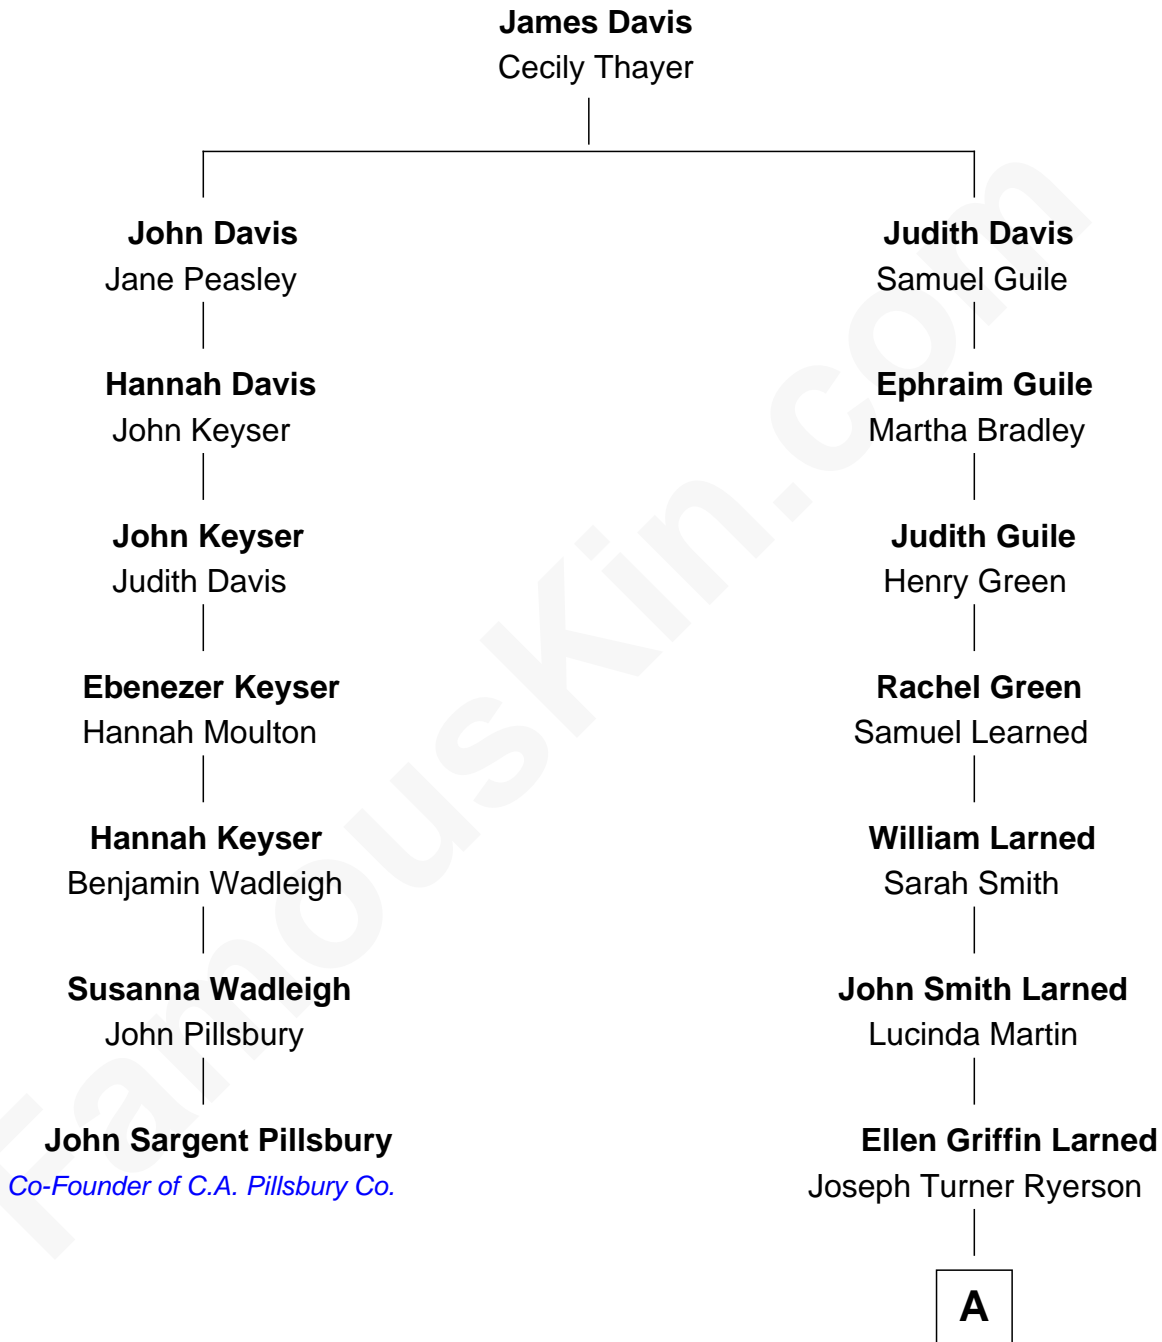 James Davis
Cecily Thayer
John Davis
Jane Peasley
Judith Davis
Samuel Guile
Hannah Davis
John Keyser
Ephraim Guile
Martha Bradley
John Keyser
Judith Davis
Judith Guile
Henry Green
Ebenezer Keyser
Hannah Moulton
Rachel Green
Samuel Learned
Hannah Keyser
Benjamin Wadleigh
William Larned
Sarah Smith
Susanna Wadleigh
John Pillsbury
John Smith Larned
Lucinda Martin
John Sargent Pillsbury
Co-Founder of C.A. Pillsbury Co.
Ellen Griffin Larned
Joseph Turner Ryerson
A
FamousKin.com